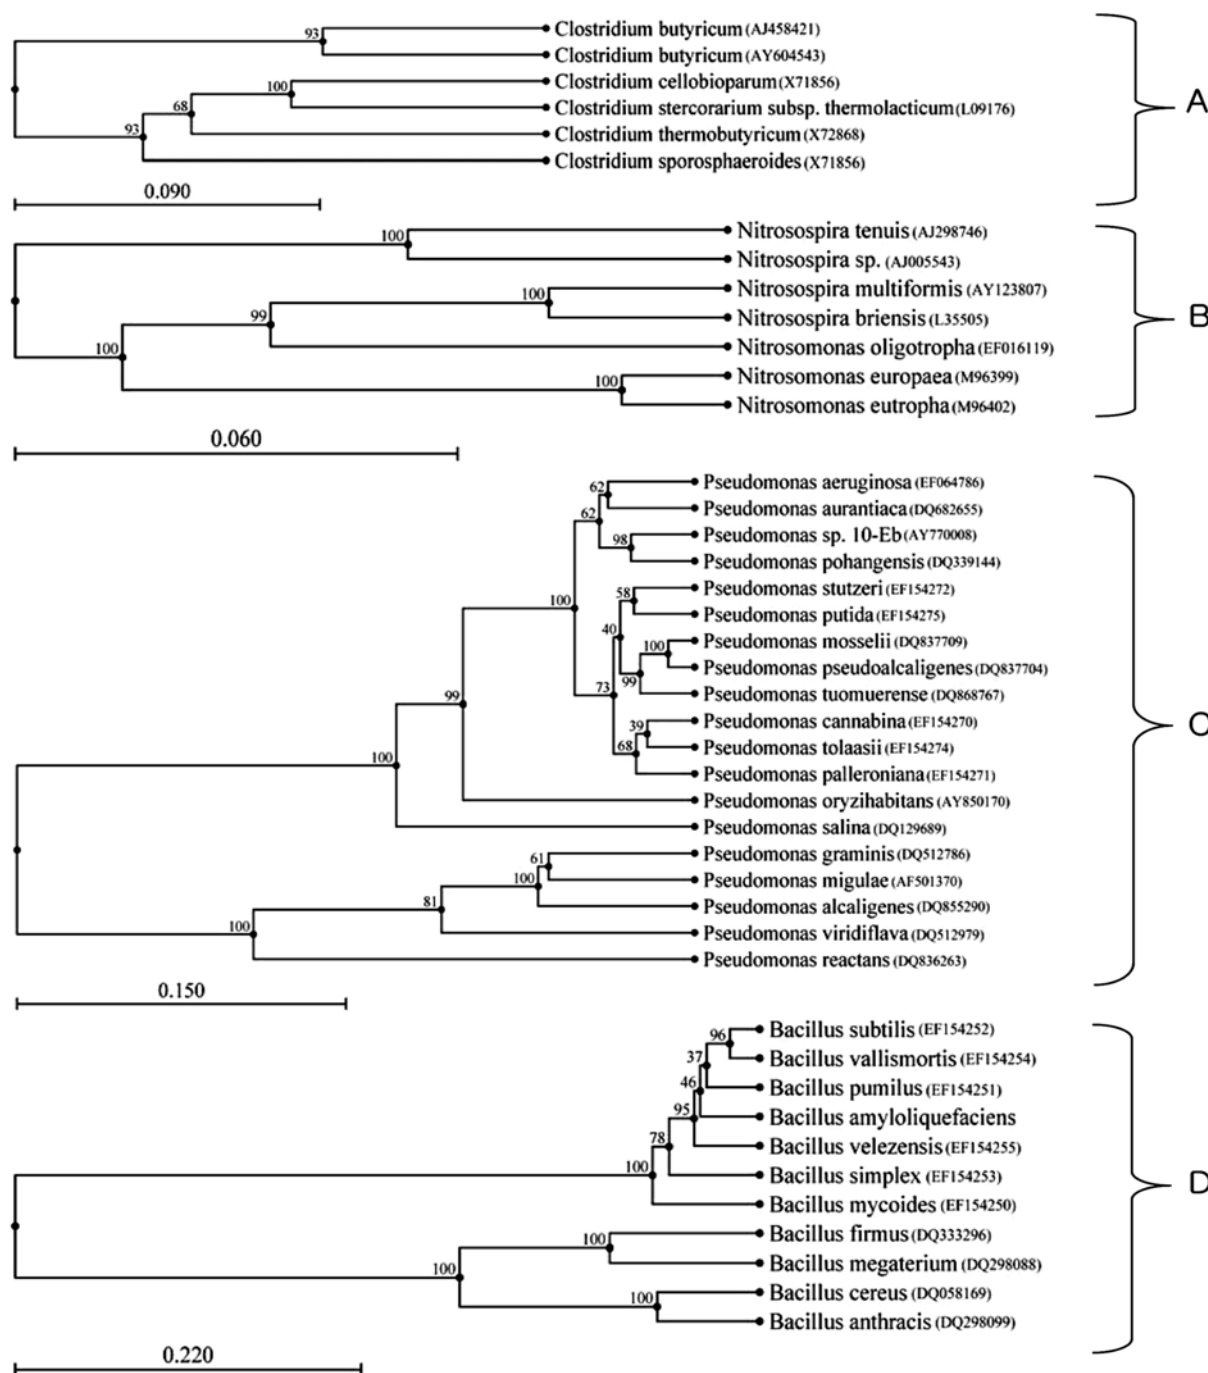 93
Clostridium butyricum (AJ458421)
Clostridium butyricum (AY604543)
100
Clostridium cellobioparum (X71856)
68
Clostridium stercorarium subsp. thermolacticum (L09176)
A
93
Clostridium thermobutyricum (X72868)
Clostridium sporosphaeroides (X71856)
0.090
100
Nitrosospira tenuis (AJ298746)
Nitrosospira sp. (AJ005543)
100
Nitrosospira multiformis (AY123807)
99
Nitrosospira briensis (L35505)
B
100
Nitrosomonas oligotropha (EF016119)
100
Nitrosomonas europaea (M96399)
Nitrosomonas eutropha (M96402)
0.060
62
Pseudomonas aeruginosa (EF064786)
62
Pseudomonas aurantiaca (DQ682655)
98
Pseudomonas sp. 10-Eb (AY770008)
Pseudomonas pohangensis (DQ339144)
58
Pseudomonas stutzeri (EF154272)
100
Pseudomonas putida (EF154275)
40
100
Pseudomonas mosselii (DQ837709)
99
Pseudomonas pseudoalcaligenes (DQ837704)
73
99
Pseudomonas tuomuerense (DQ868767)
39
Pseudomonas cannabina (EF154270)
C
68
Pseudomonas tolaasii (EF154274)
100
Pseudomonas palleroniana (EF154271)
Pseudomonas oryzihabitans (AY850170)
Pseudomonas salina (DQ129689)
61
Pseudomonas graminis (DQ512786)
100
Pseudomonas migulae (AF501370)
81
Pseudomonas alcaligenes (DQ855290)
100
Pseudomonas viridiflava (DQ512979)
Pseudomonas reactans (DQ836263)
0.150
96
Bacillus subtilis (EF154252)
37
Bacillus vallismortis (EF154254)
46
Bacillus pumilus (EF154251)
95
Bacillus amyloliquefaciens
78
Bacillus velezensis (EF154255)
100
Bacillus simplex (EF154253)
D
Bacillus mycoides (EF154250)
100
Bacillus firmus (DQ333296)
100
Bacillus megaterium (DQ298088)
100
Bacillus cereus (DQ058169)
Bacillus anthracis (DQ298099)
0.220